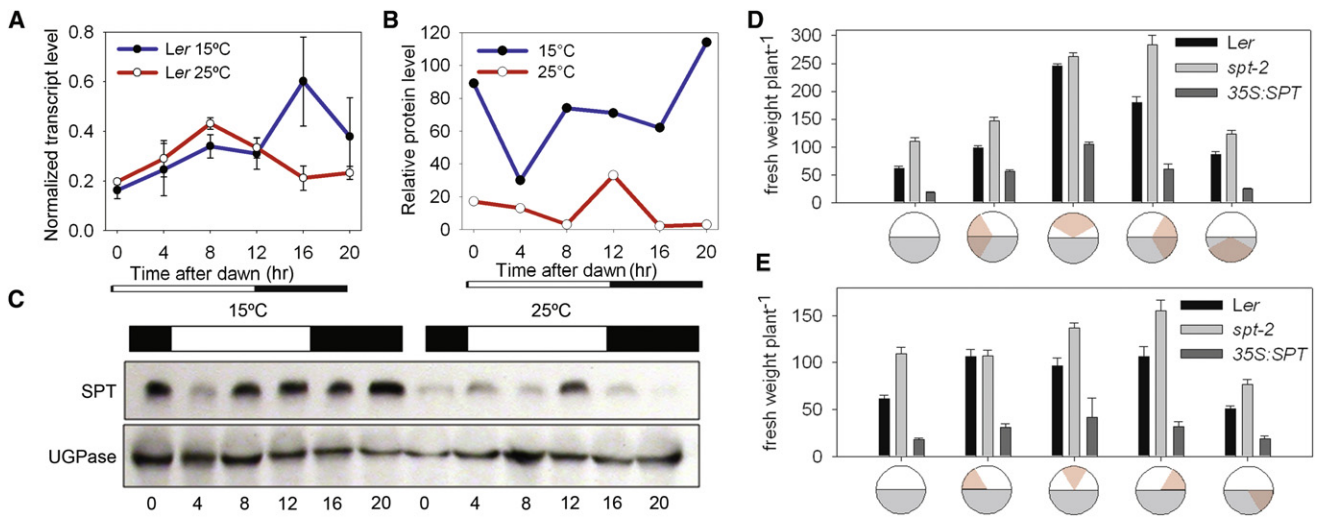 A
Normalized transcript level
0.8
0.6
0.4
0.2
0.0
Ler 15ºC
Ler 25ºC
0 4 8 12 16 20
Time after dawn (hr)
B
Relative protein level
120
100
80
60
40
20
0
15°C
25°C
0 4 8 12 16 20
Time after dawn (hr)
C
15ºC 25ºC
SPT
UGPase
0 4 8 12 16 20 0 4 8 12 16 20
D
fresh weight plant-1
300
250
200
150
100
50
0
Ler
spt-2
35S:SPT
E
fresh weight plant-1
150
100
50
0
Ler
spt-2
35S:SPT